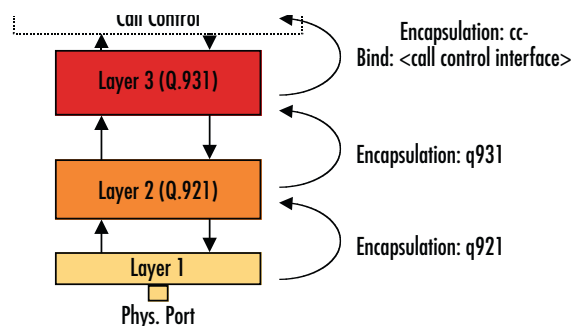 Call Control
Encapsulation: cc-
Bind: <call control interface>
Layer 3 (Q.931)
Encapsulation: q931
Layer 2 (Q.921)
Encapsulation: q921
Layer 1
Phys. Port